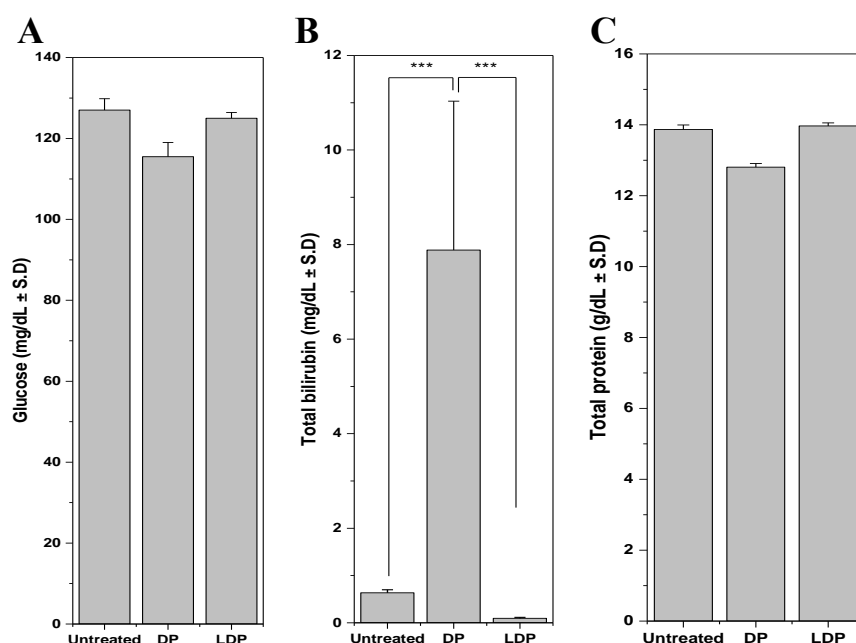 A
Glucose (mg/dL ± S.D)
140
120
100
80
60
40
20
0
Untreated DP LDP
B
Total bilirubin (mg/dL ± S.D)
12
10
8
6
4
2
0
*** ***
Untreated DP LDP
C
Total protein (g/dL ± S.D)
16
14
12
10
8
6
4
2
0
Untreated DP LDP